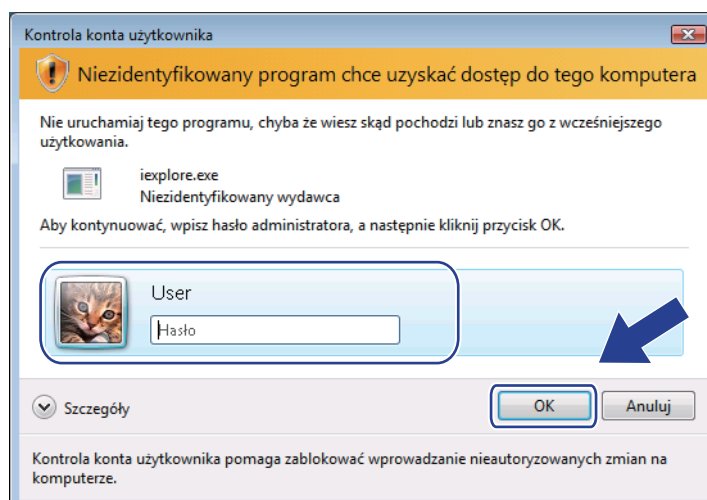 Kontrola konta użytkownika
Niezidentyfikowany program chce uzyskać dostęp do tego komputera
Nie uruchamiaj tego programu, chyba że wiesz skąd pochodzi lub znasz go z wcześniejszego
użytkowania.
iexplore.exe
Niezidentyfikowany wydawca
Aby kontynuować, wpisz hasło administratora, a następnie kliknij przycisk OK.
User
Hasło
Szczegóły
OK
Anuluj
Kontrola konta użytkownika pomaga zablokować wprowadzanie nieautoryzowanych zmian na
komputerze.